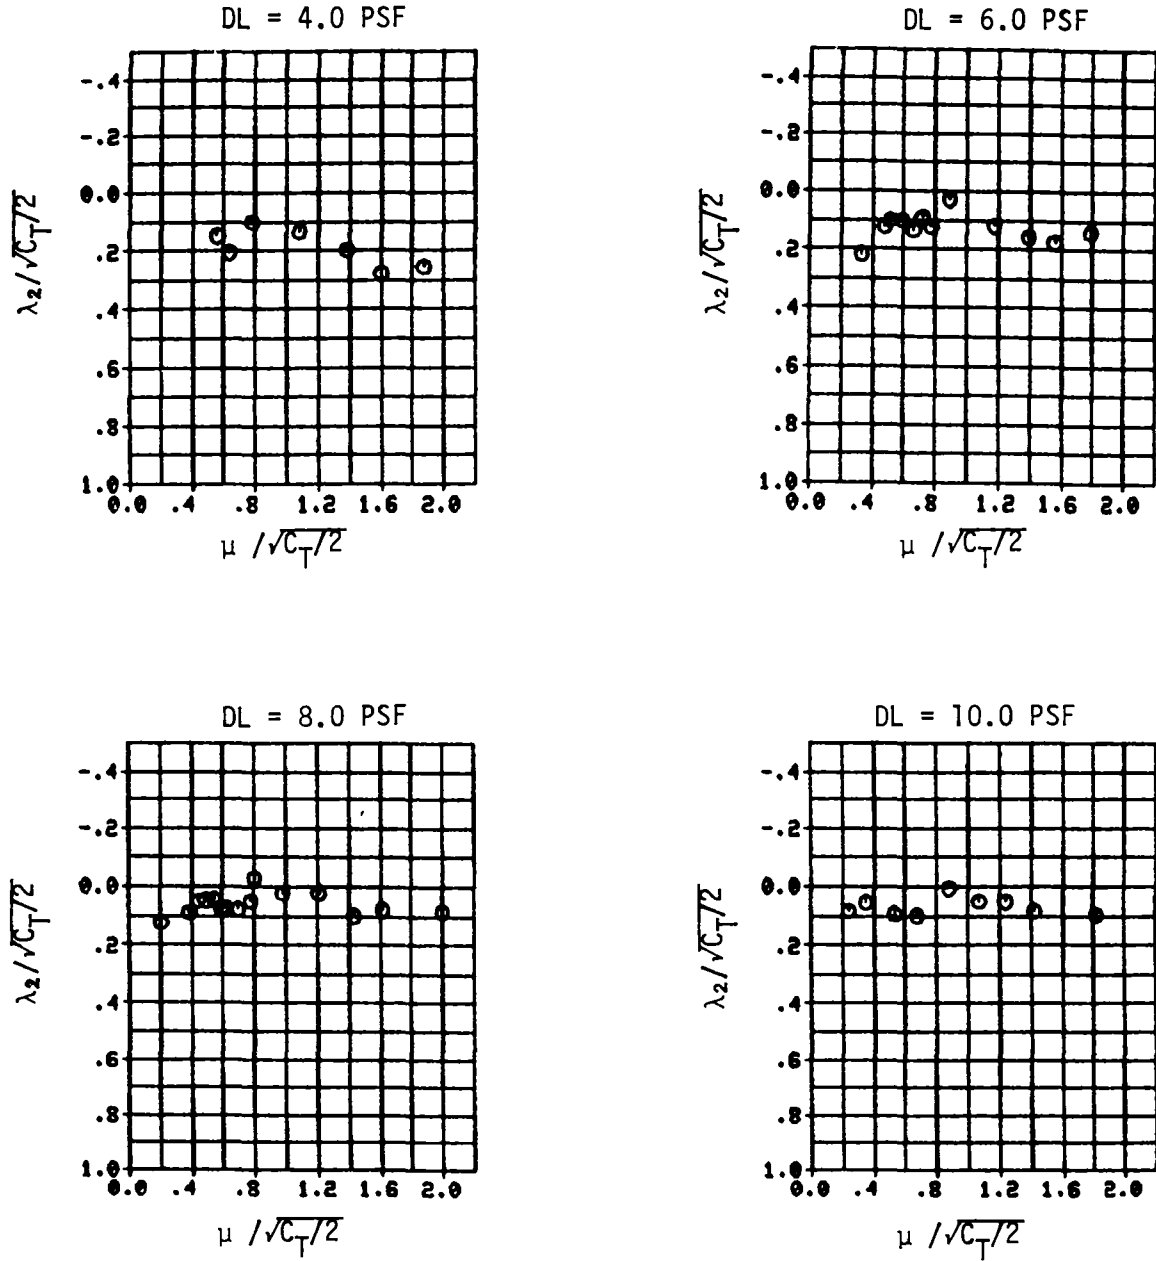 DL = 4.0 PSF
-.4
-.2
0.0
.2
.4
.6
.8
1.0
0.0 .4 .8 1.2 1.6 2.0
λ₂/√C_T/2
μ /√C_T/2
DL = 6.0 PSF
-.4
-.2
0.0
.2
.4
.6
.8
1.0
0.0 .4 .8 1.2 1.6 2.0
λ₂/√C_T/2
μ /√C_T/2
DL = 8.0 PSF
-.4
-.2
0.0
.2
.4
.6
.8
1.0
0.0 .4 .8 1.2 1.6 2.0
λ₂/√C_T/2
μ /√C_T/2
DL = 10.0 PSF
-.4
-.2
0.0
.2
.4
.6
.8
1.0
0.0 .4 .8 1.2 1.6 2.0
λ₂/√C_T/2
μ /√C_T/2